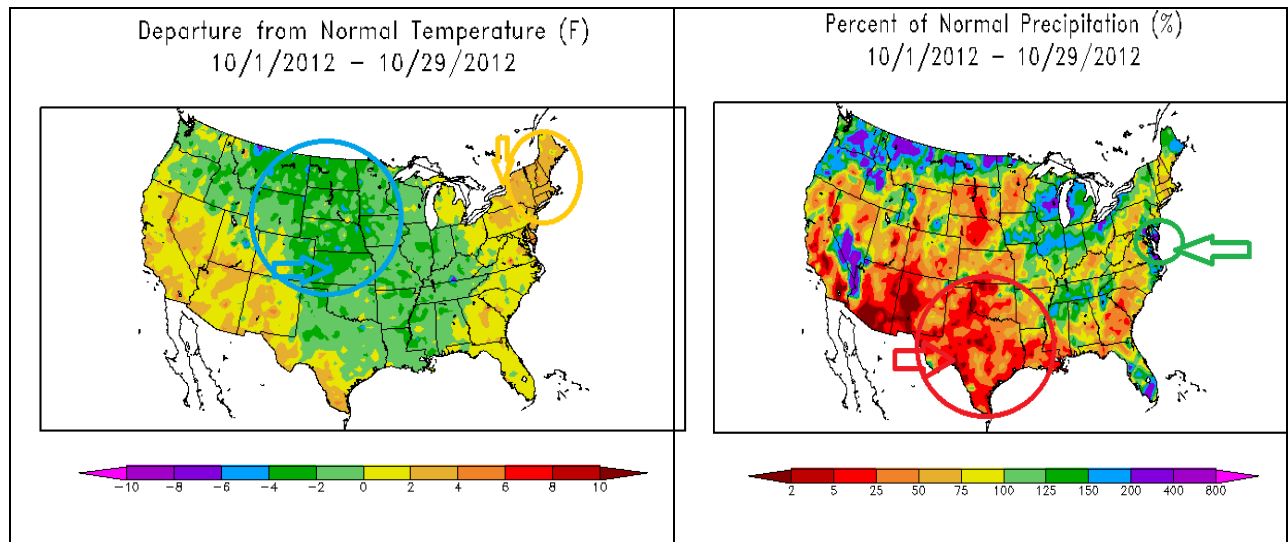 Departure from Normal Temperature (F)
10/1/2012 – 10/29/2012
-10 -8 -6 -4 -2 0 2 4 6 8 10
Percent of Normal Precipitation (%)
10/1/2012 – 10/29/2012
2 5 25 50 75 100 125 150 200 400 800